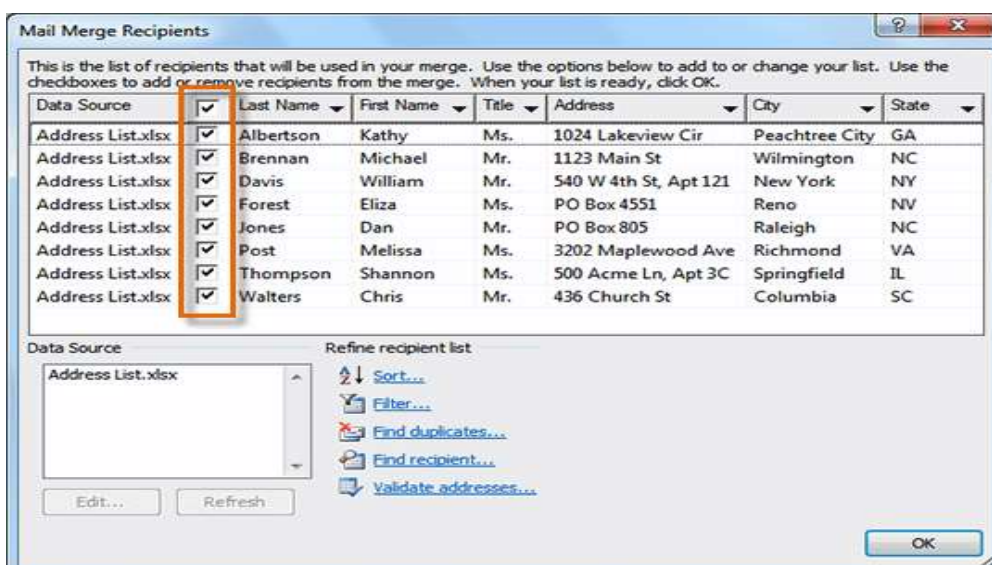 Mail Merge Recipients
This is the list of recipients that will be used in your merge. Use the options below to add to or change your list. Use the
checkboxes to add or remove recipients from the merge. When your list is ready, click OK.
Data Source Last Name First Name Title Address City State
Address List.xlsx Albertson Kathy Ms. 1024 Lakeview Cir Peachtree City GA
Address List.xlsx Brennan Michael Mr. 1123 Main St Wilmington NC
Address List.xlsx Davis William Mr. 540 W 4th St, Apt 121 New York NY
Address List.xlsx Forest Eliza Ms. PO Box 4551 Reno NV
Address List.xlsx Jones Dan Mr. PO Box 805 Raleigh NC
Address List.xlsx Post Melissa Ms. 3202 Maplewood Ave Richmond VA
Address List.xlsx Thompson Shannon Ms. 500 Acme Ln, Apt 3C Springfield IL
Address List.xlsx Walters Chris Mr. 436 Church St Columbia SC
Data Source Refine recipient list
Address List.xlsx Sort...
Filter...
Find duplicates...
Find recipient...
Validate addresses...
Edit... Refresh
OK